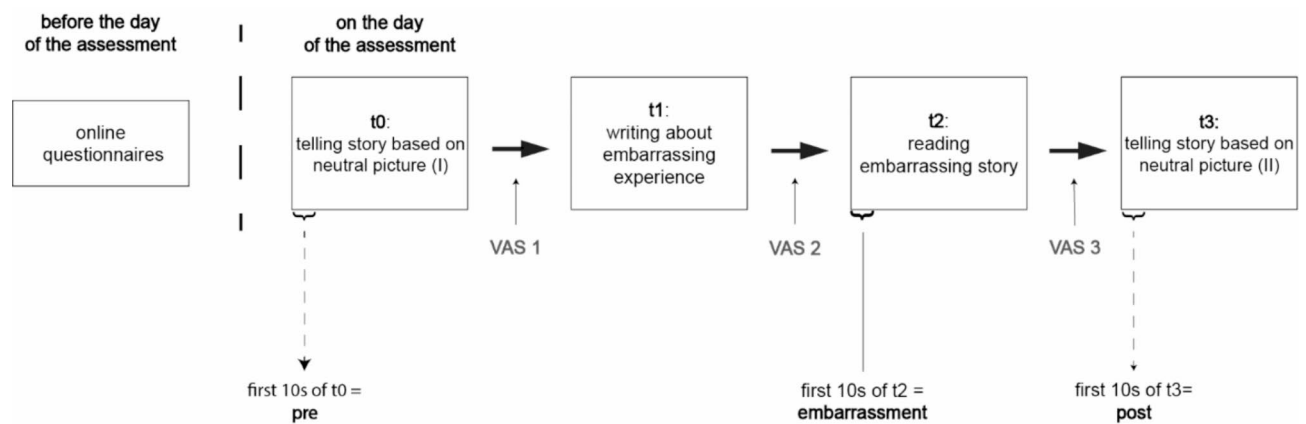 before the day
of the assessment
on the day
of the assessment
online
questionnaires
t0:
telling story based on
neutral picture (I)
t1:
writing about
embarrassing
experience
t2:
reading
embarrassing story
t3:
telling story based on
neutral picture (II)
VAS 1
VAS 2
VAS 3
first 10s of t0 =
pre
first 10s of t2 =
embarrassment
first 10s of t3=
post